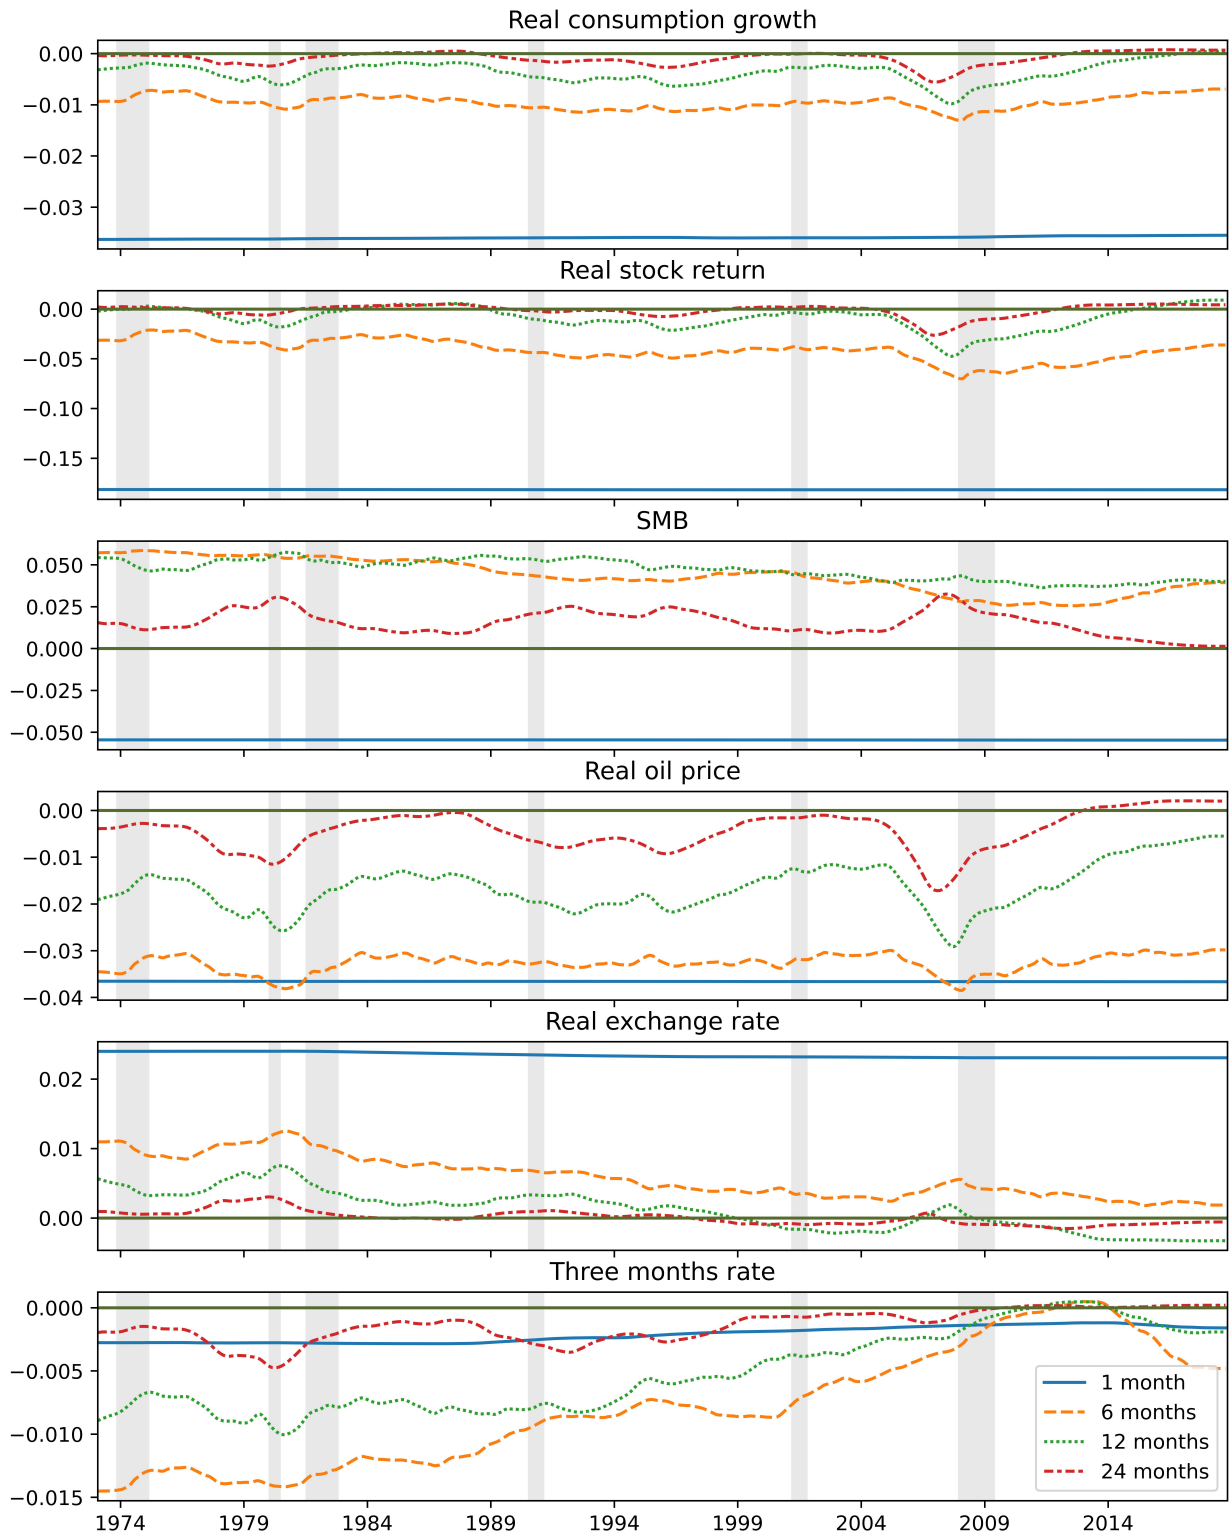 Real consumption growth
0.00
−0.01
−0.02
−0.03
Real stock return
0.00
−0.05
−0.10
−0.15
SMB
0.050
0.025
0.000
−0.025
−0.050
Real oil price
0.00
−0.01
−0.02
−0.03
−0.04
Real exchange rate
0.02
0.01
0.00
Three months rate
0.000
−0.005
−0.010
−0.015
1 month
6 months
12 months
24 months
1974 1979 1984 1989 1994 1999 2004 2009 2014